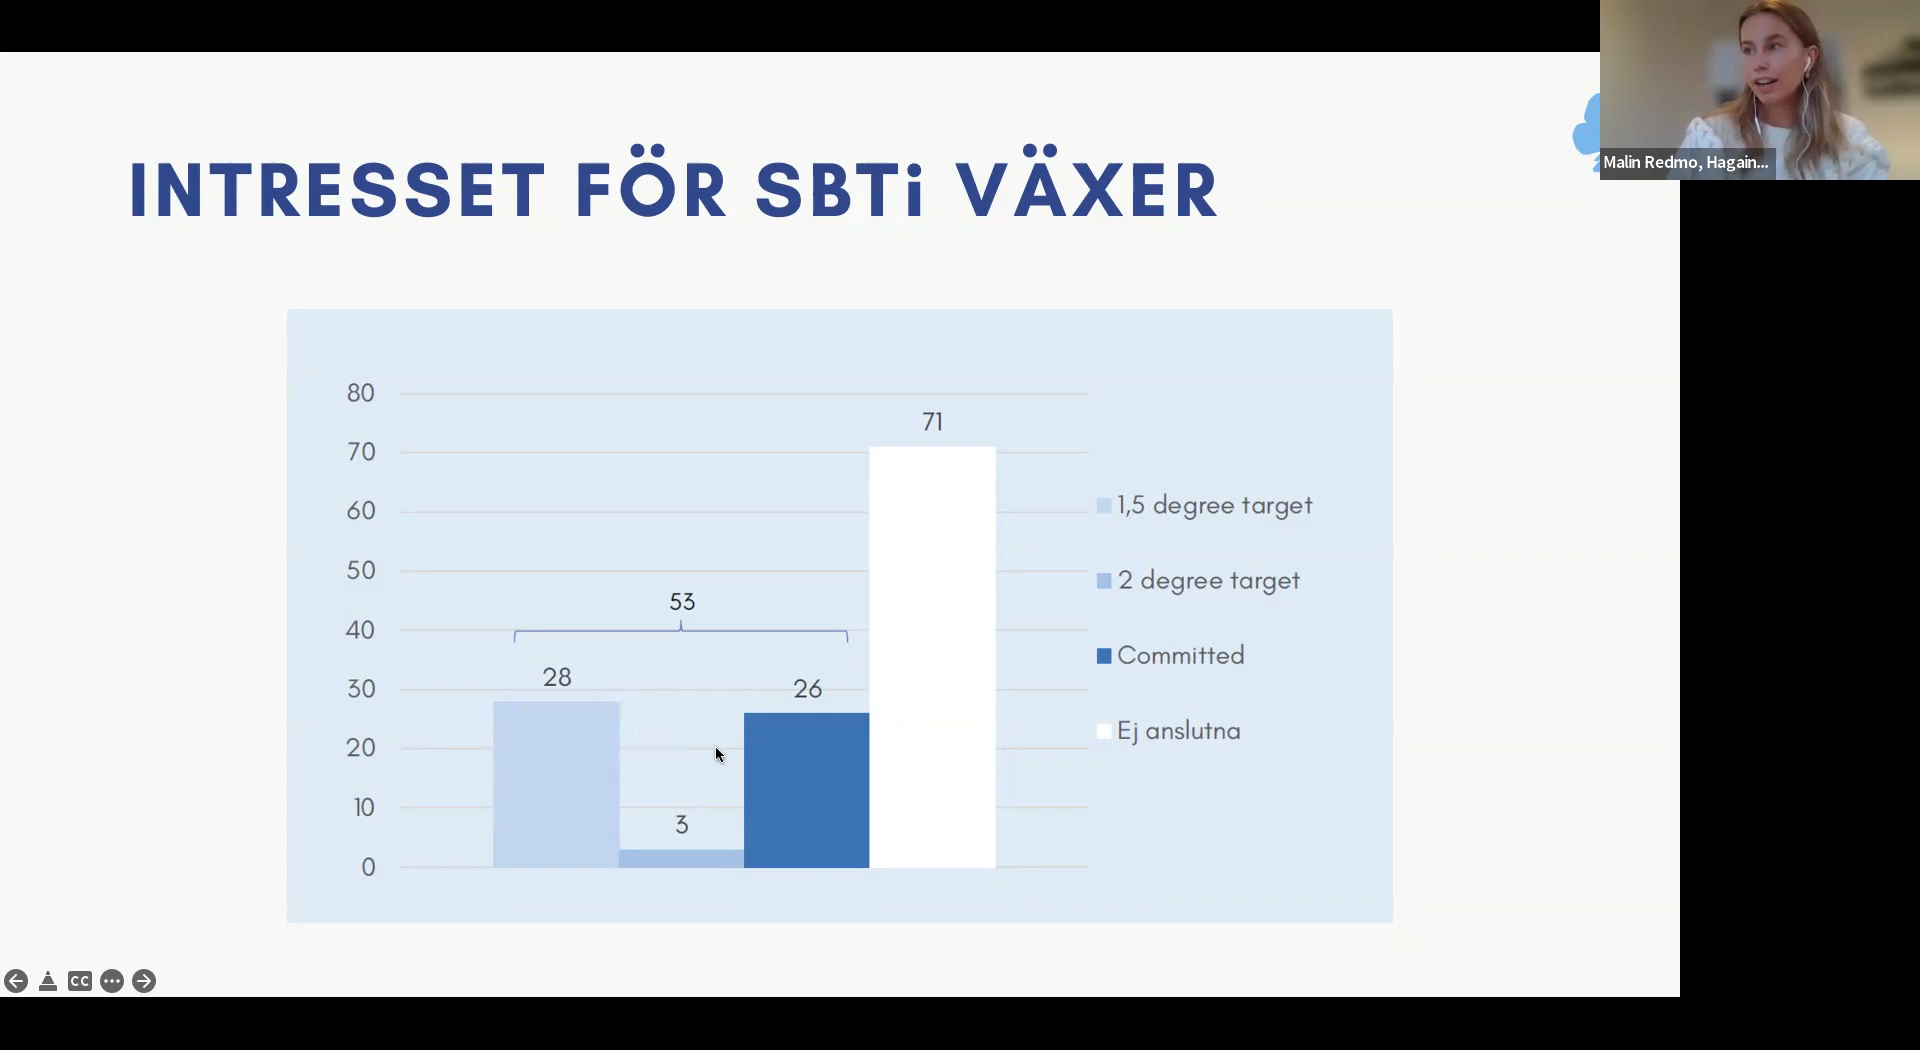 INTRESSET FÖR SBTi VÄXER
Malin Redmo, Hagain...
80
70
60
50
40
30
20
10
0
53
28
3
26
71
1,5 degree target
2 degree target
Committed
Ej anslutna
CC